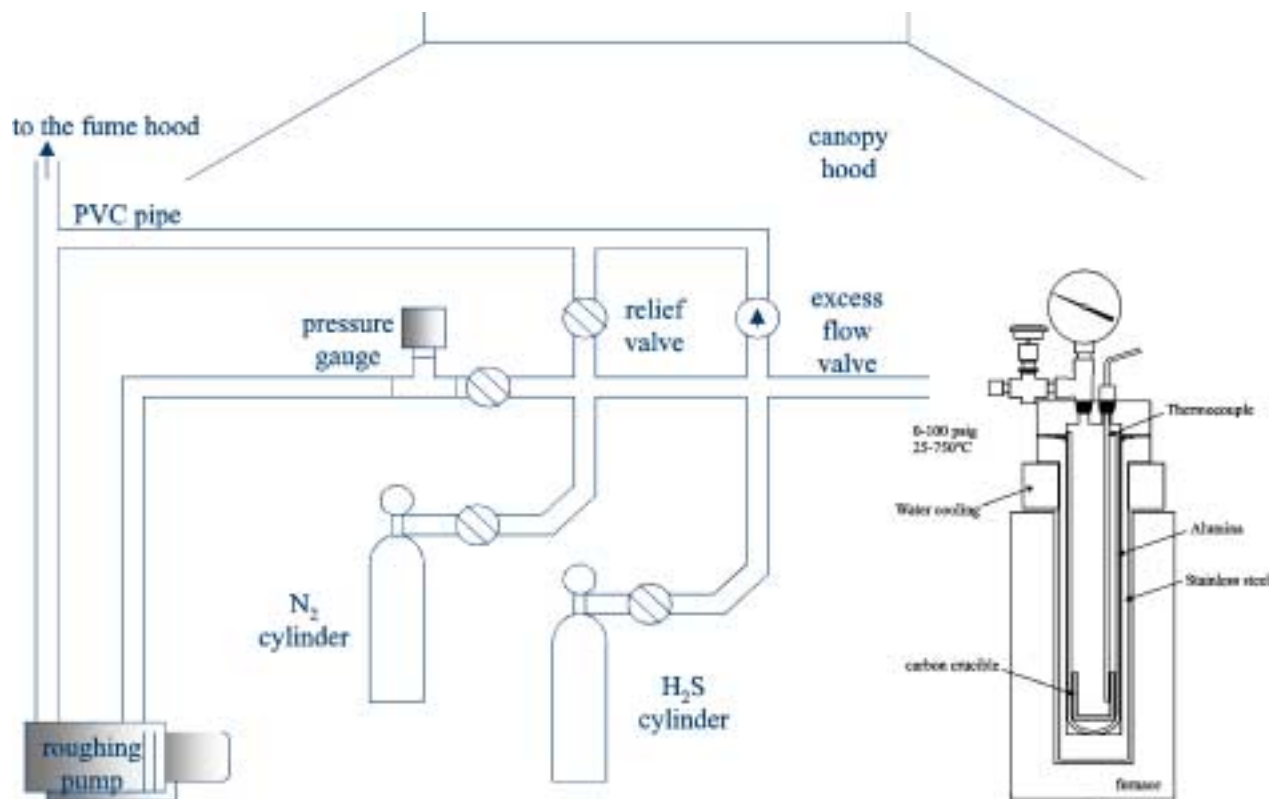 to the fume hood
canopy
hood
PVC pipe
pressure
gauge
relief
valve
excess
flow
valve
Thermocouple
0-100 psig
25-750°C
Water cooling
Alumina
Stainless steel
N₂
cylinder
carbon crucible
H₂S
cylinder
roughing
pump
furnace